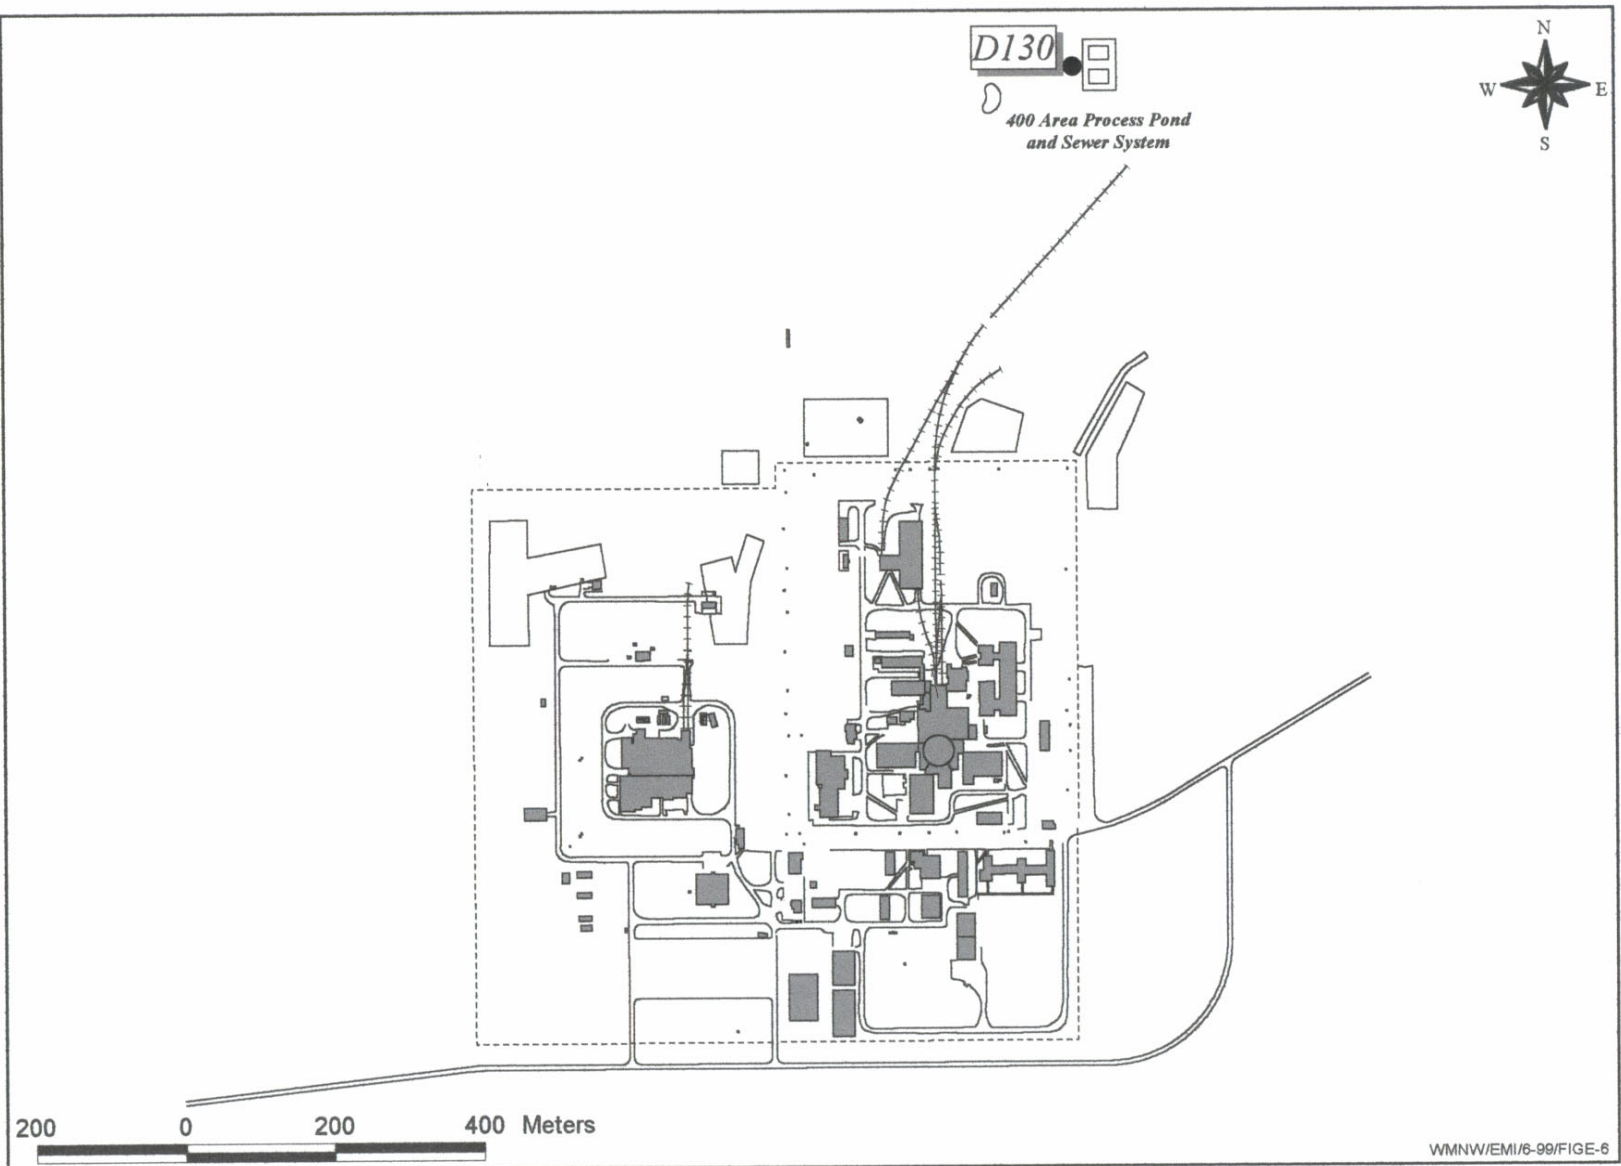 D130
N
W
E
S
400 Area Process Pond
and Sewer System
200 0 200 400 Meters
WMNW/EMI/6-99/FIGE-6